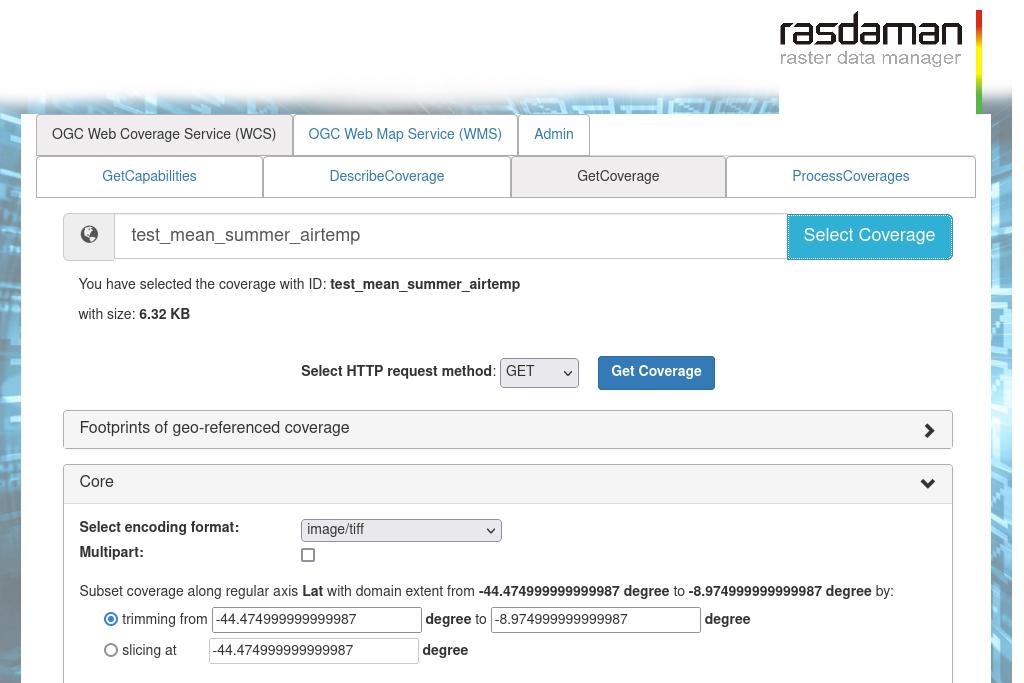 rasdaman
raster data manager
OGC Web Coverage Service (WCS) OGC Web Map Service (WMS) Admin
GetCapabilities DescribeCoverage GetCoverage ProcessCoverages
test_mean_summer_airtemp Select Coverage
You have selected the coverage with ID: test_mean_summer_airtemp
with size: 6.32 KB
Select HTTP request method: GET Get Coverage
Footprints of geo-referenced coverage
Core
Select encoding format: image/tiff
Multipart:
Subset coverage along regular axis Lat with domain extent from -44.474999999999987 degree to -8.974999999999987 degree by:
trimming from -44.474999999999987 degree to -8.974999999999987 degree
slicing at -44.474999999999987 degree